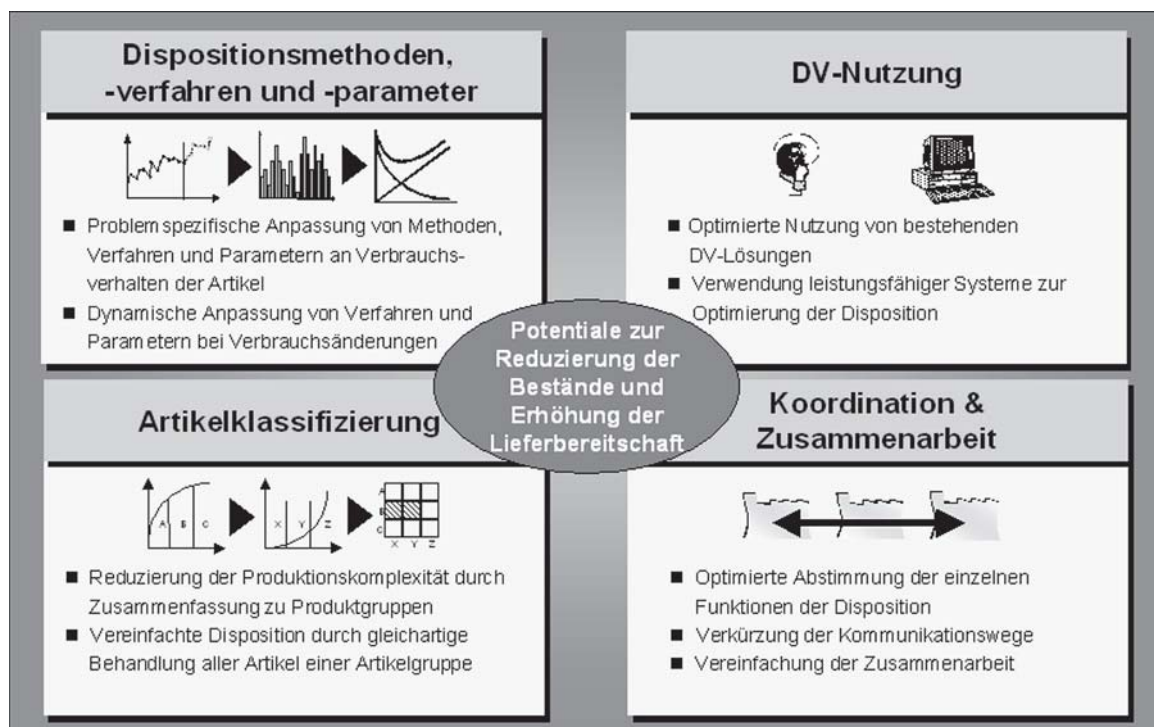 Dispositionsmethoden,
-verfahren und -parameter
■ Problemspezifische Anpassung von Methoden,
Verfahren und Parametern an Verbrauchs-
verhalten der Artikel
■ Dynamische Anpassung von Verfahren und
Parametern bei Verbrauchsänderungen
DV-Nutzung
■ Optimierte Nutzung von bestehenden
DV-Lösungen
■ Verwendung leistungsfähiger Systeme zur
Optimierung der Disposition
Potentiale zur
Reduzierung der
Bestände und
Erhöhung der
Lieferbereitschaft
Artikelklassifizierung
A B C
X Y Z
A
B
C
X Y Z
■ Reduzierung der Produktionskomplexität durch
Zusammenfassung zu Produktgruppen
■ Vereinfachte Disposition durch gleichartige
Behandlung aller Artikel einer Artikelgruppe
Koordination &
Zusammenarbeit
■ Optimierte Abstimmung der einzelnen
Funktionen der Disposition
■ Verkürzung der Kommunikationswege
■ Vereinfachung der Zusammenarbeit